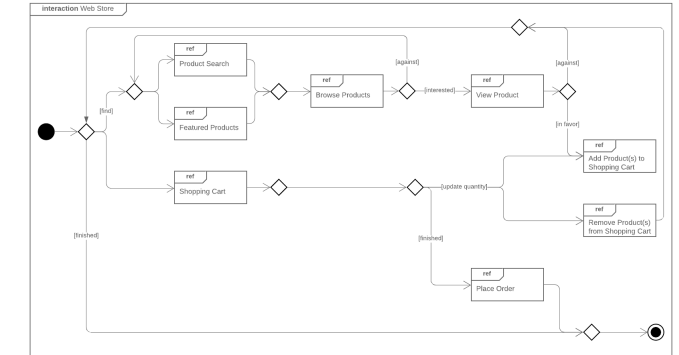 interaction Web Store
ref
Product Search
[against]
[against]
ref
Browse Products
[interested]
ref
View Product
[find]
ref
Featured Products
[in favor]
ref
Add Product(s) to
Shopping Cart
ref
Shopping Cart
[update quantity]
ref
Remove Product(s)
from Shopping Cart
[finished]
[finished]
ref
Place Order